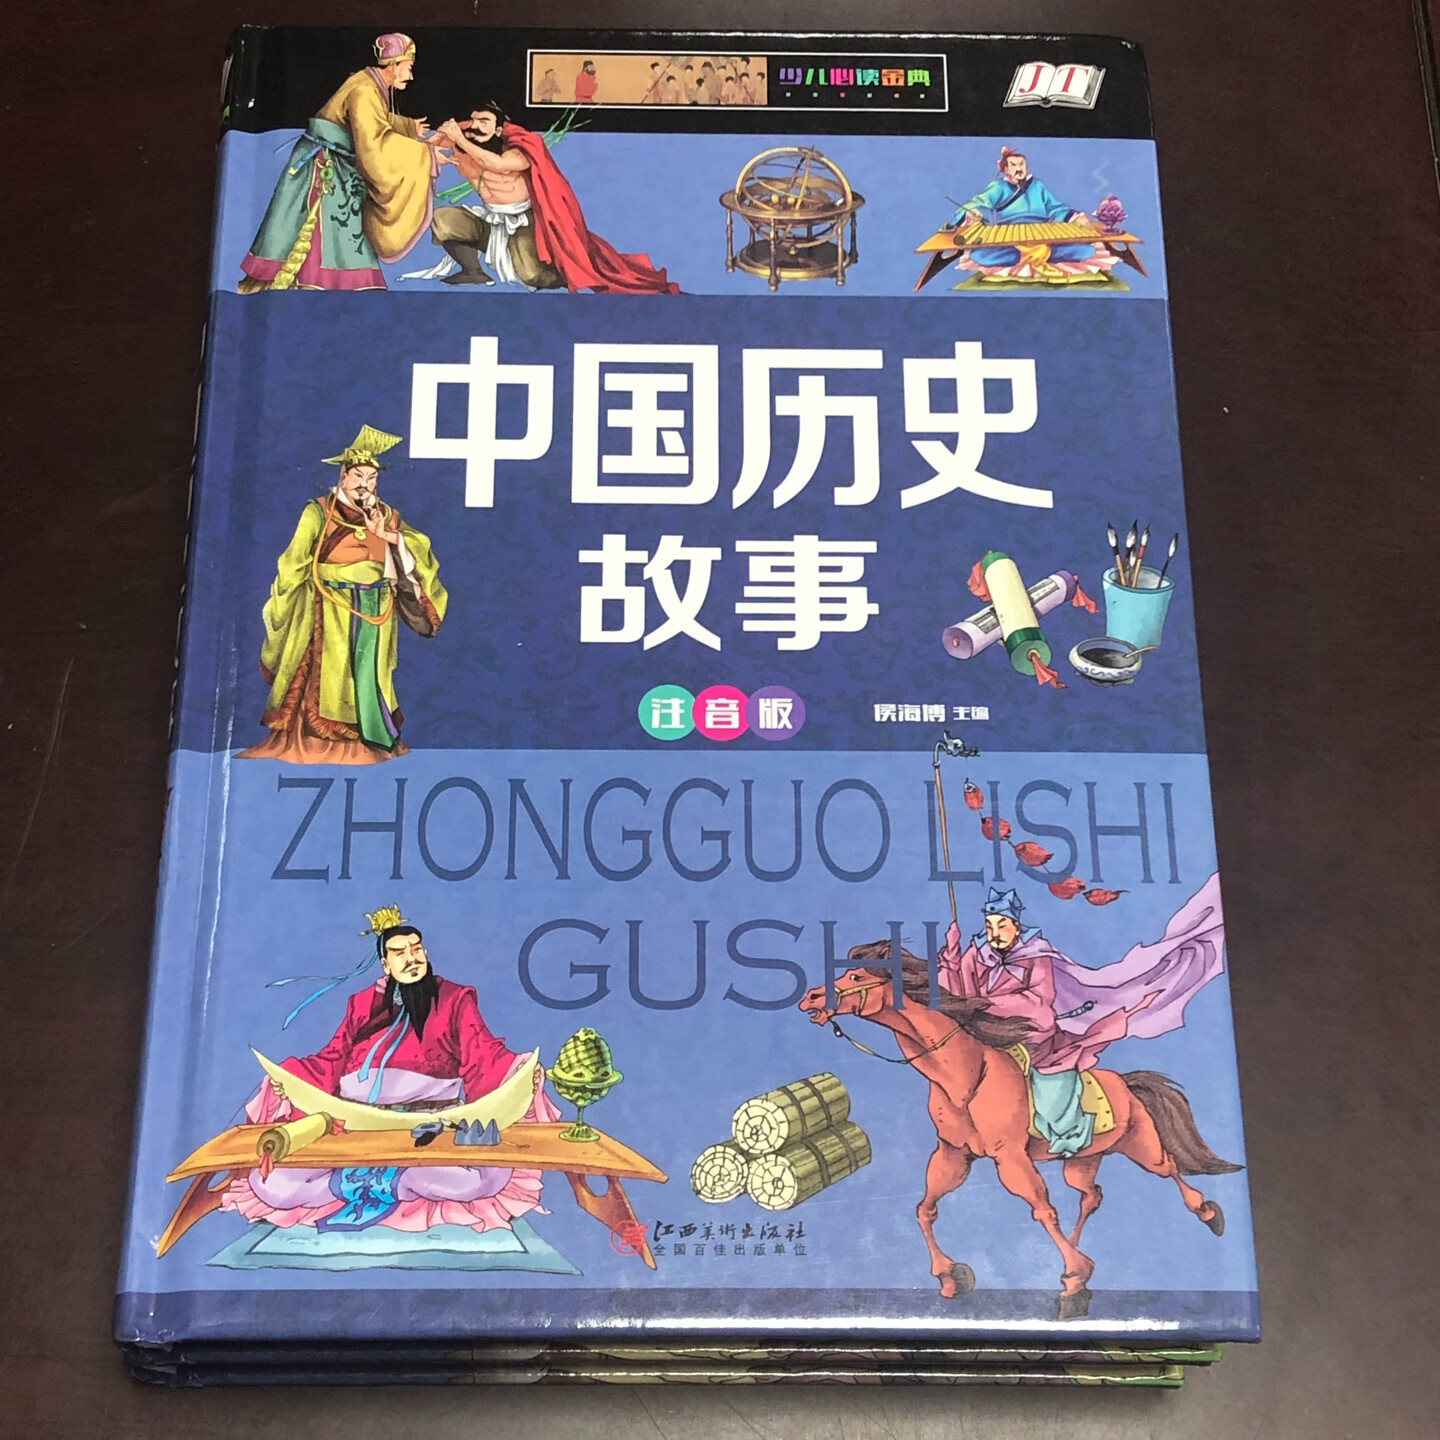 少儿必读金典
JT
中国历史
故事
注音版
侯海博 主编
ZHONGGUO LISHI
GUSHI
江西美术出版社
全国百佳出版单位